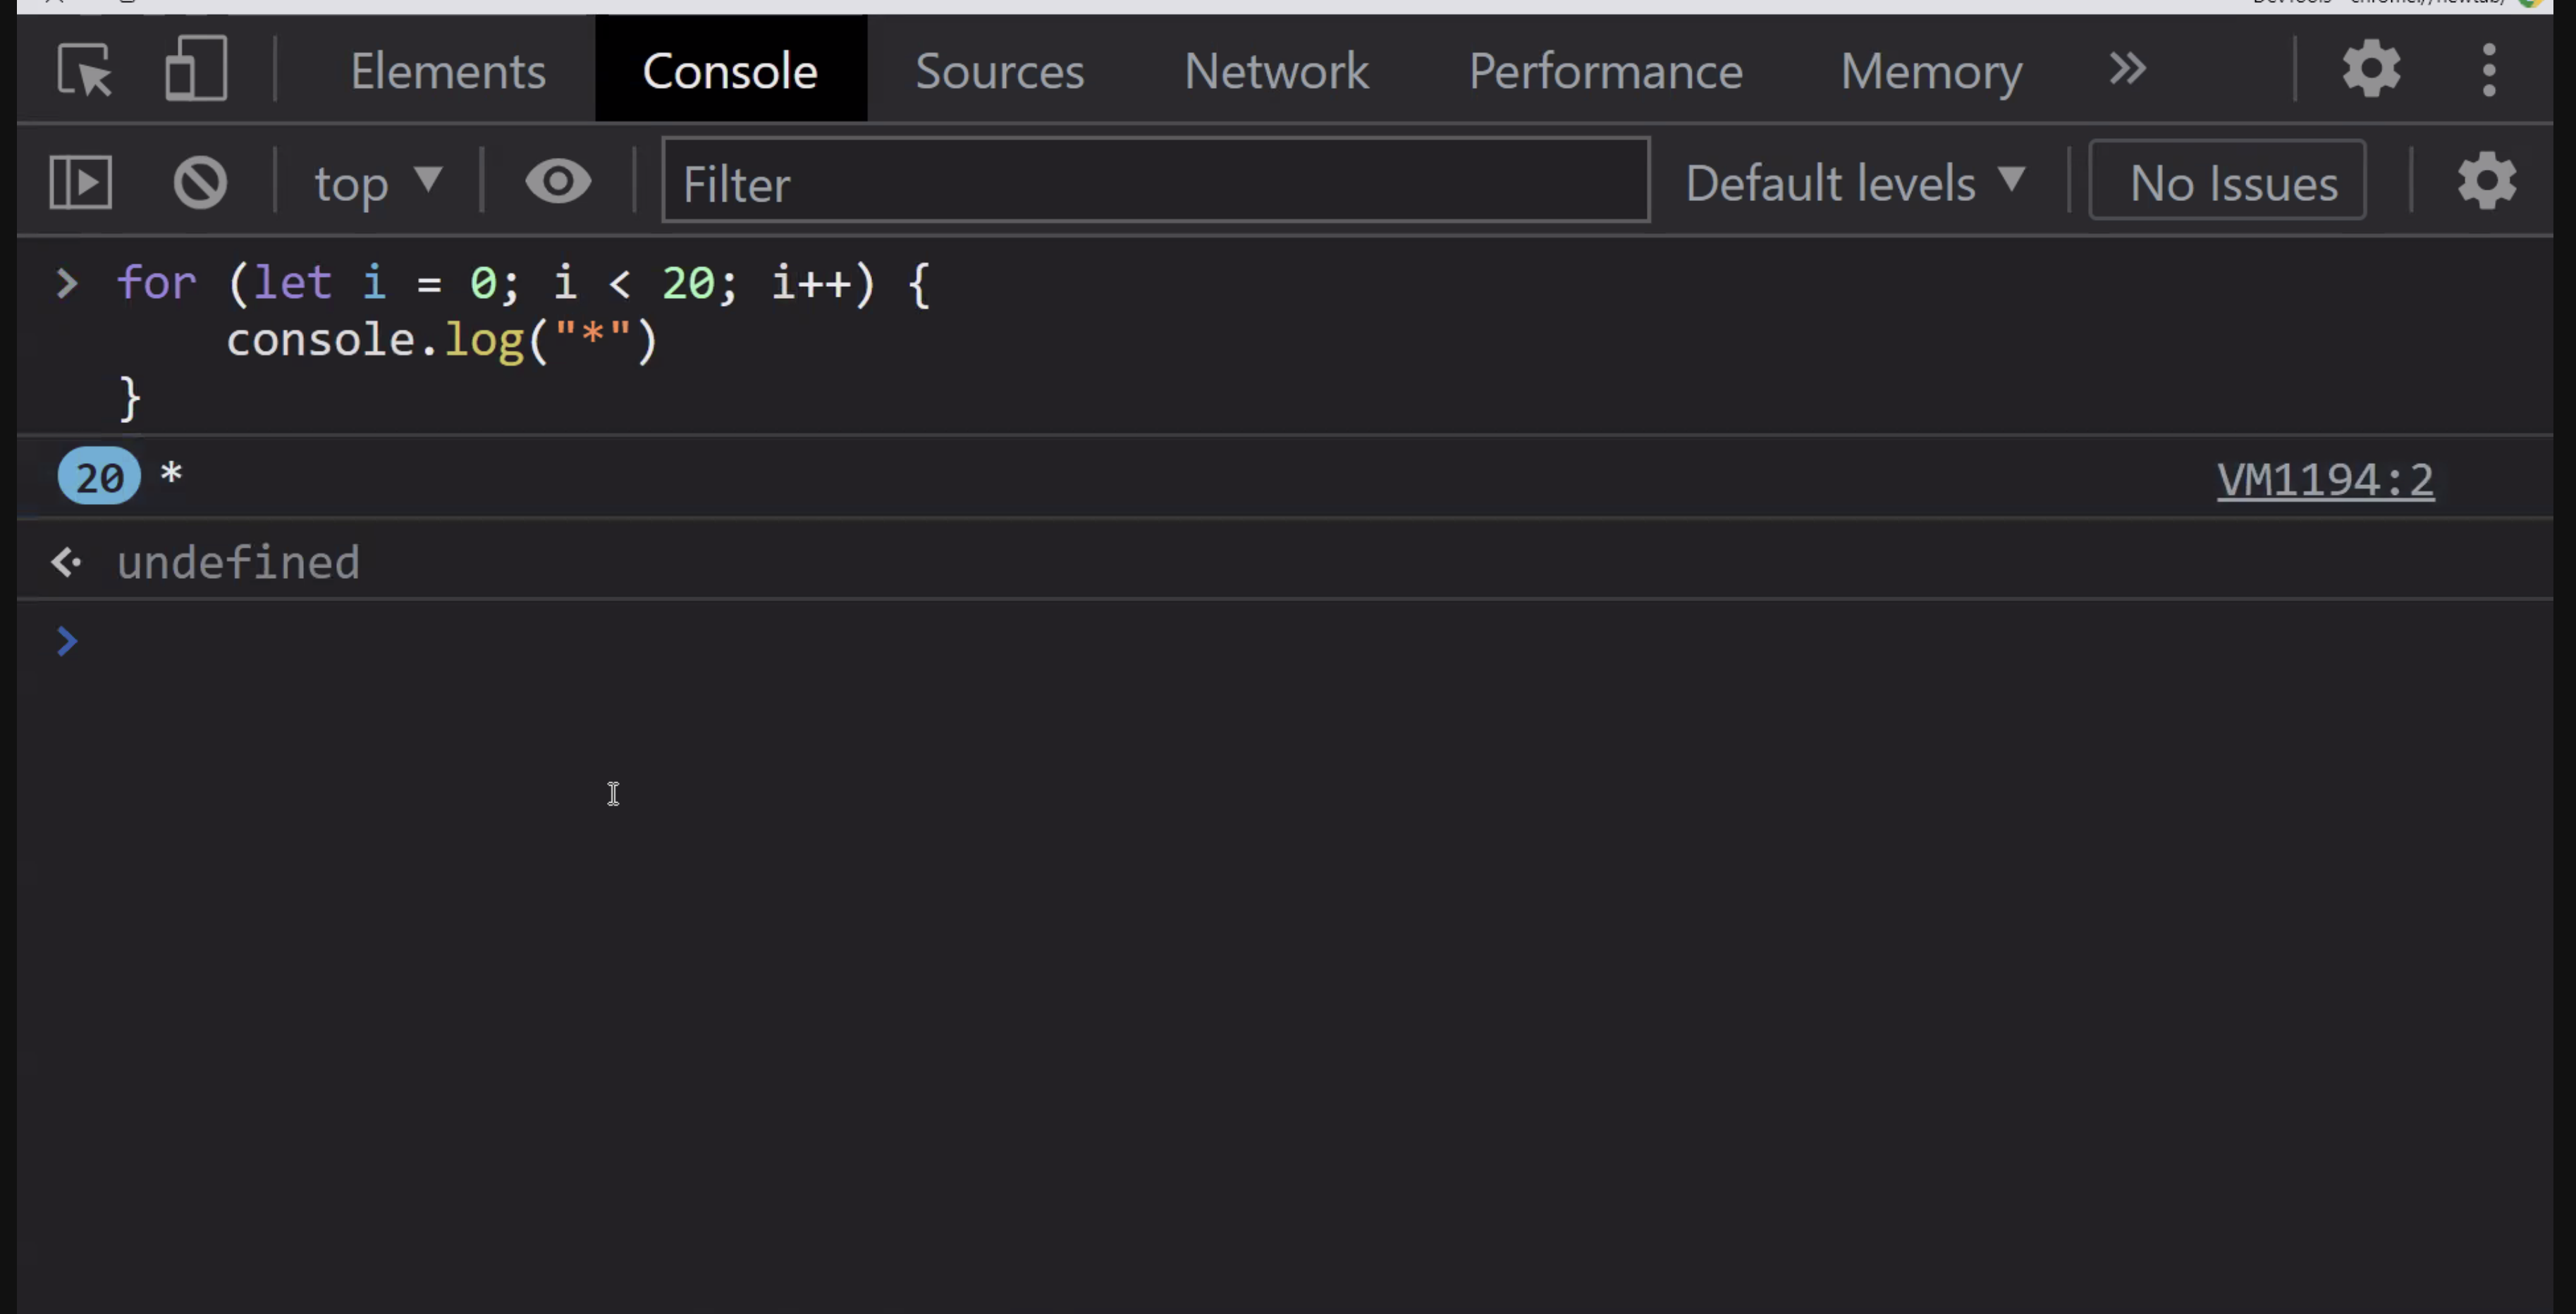 Elements Console Sources Network Performance Memory
top Filter Default levels No Issues
for (let i = 0; i < 20; i++) {
console.log("*")
}
20 * VM1194:2
undefined